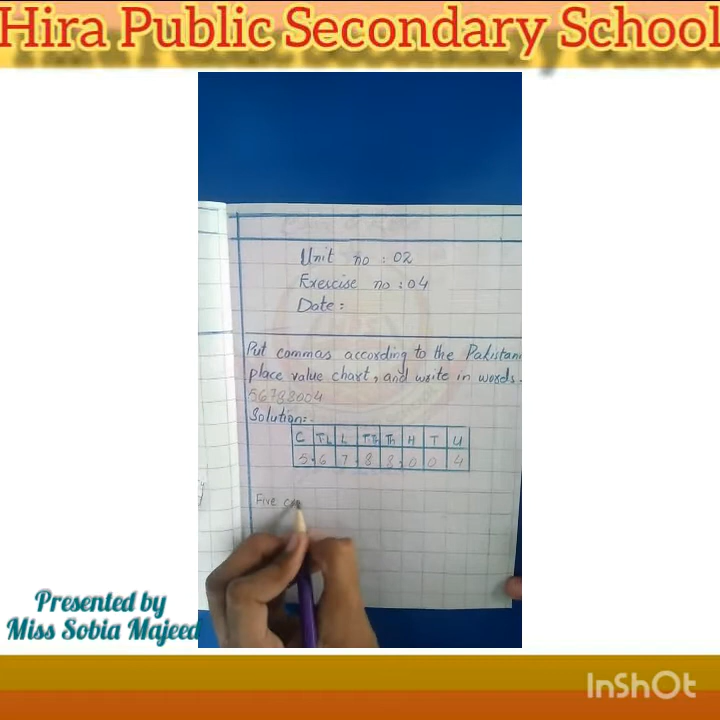 Hira Public Secondary School
Unit no : 02
Exercise no : 04
Date :
Put commas according to the Pakistani
place value chart, and write in words.
56788004
Solution:-
C TL L T.Th Th H T U
5, 6 7, 8 8, 0 0 4
Five cr
Presented by
Miss Sobia Majeed
InShOt